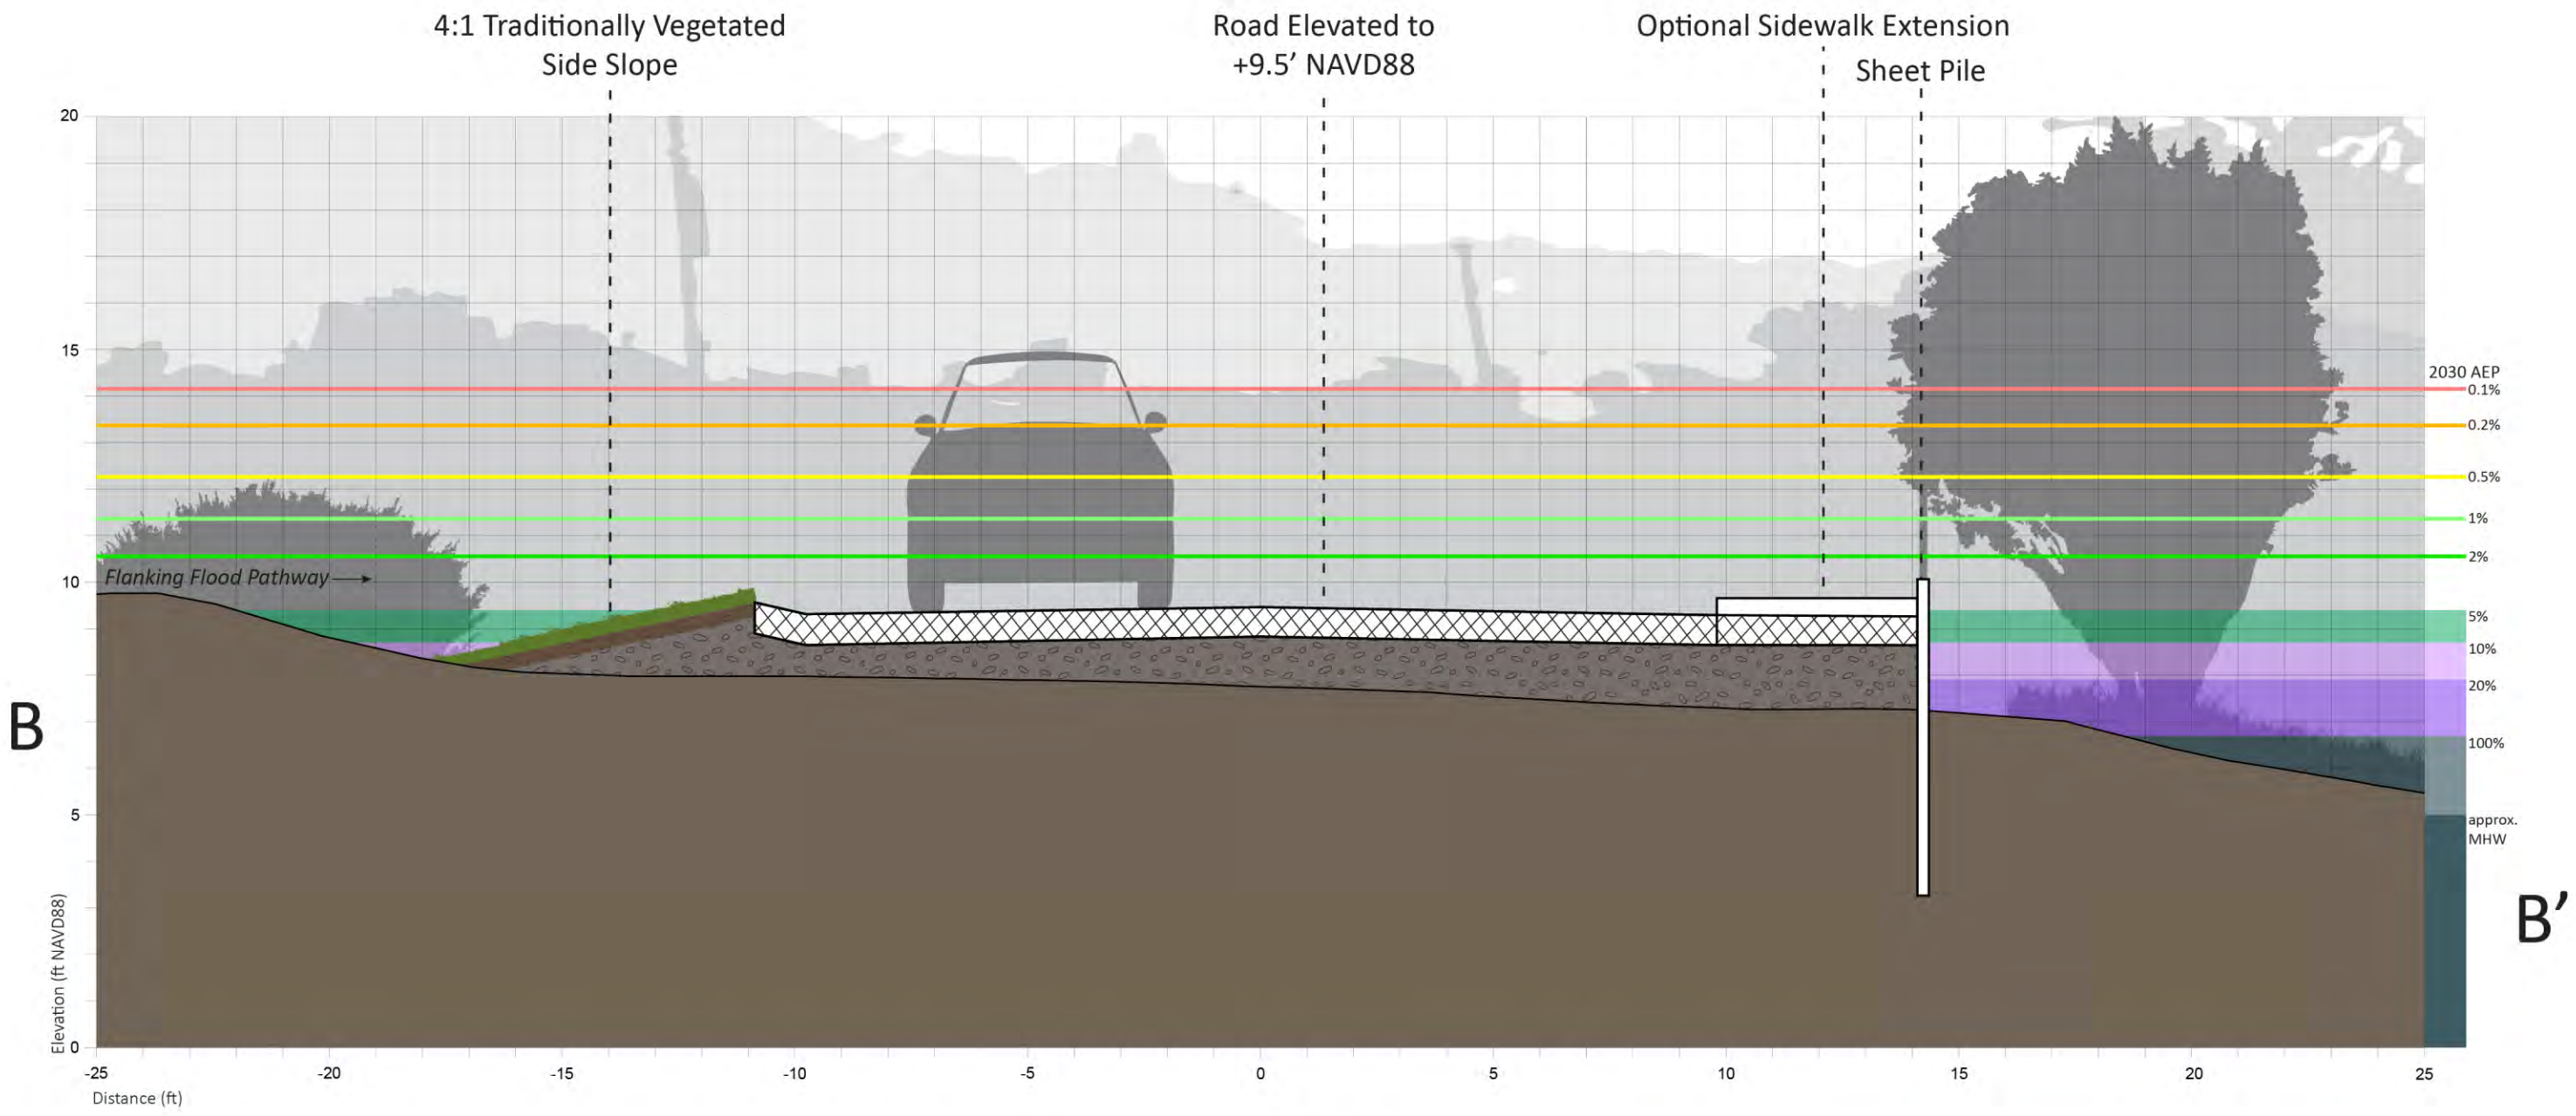 4:1 Traditionally Vegetated
Side Slope
Road Elevated to
+9.5’ NAVD88
Optional Sidewalk Extension
Sheet Pile
20
15
10
5
0
Elevation (ft NAVD88)
2030 AEP
0.1%
0.2%
0.5%
1%
2%
5%
10%
20%
100%
approx.
MHW
Flanking Flood Pathway
B
B’
-25
-20
-15
-10
-5
0
5
10
15
20
25
Distance (ft)